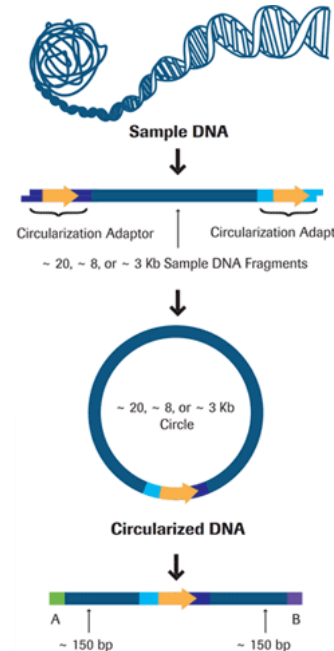 Sample DNA
Circularization Adaptor
Circularization Adapt
~ 20, ~ 8, or ~ 3 Kb Sample DNA Fragments
~ 20, ~ 8, or ~ 3 Kb
Circle
Circularized DNA
A
B
~ 150 bp
~ 150 bp